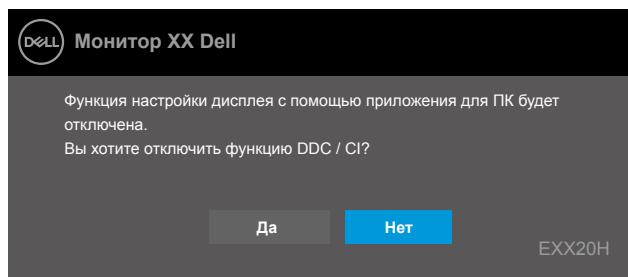 DELL Монитор XX Dell
Функция настройки дисплея с помощью приложения для ПК будет
отключена.
Вы хотите отключить функцию DDC / CI?
Да Нет
EXX20H